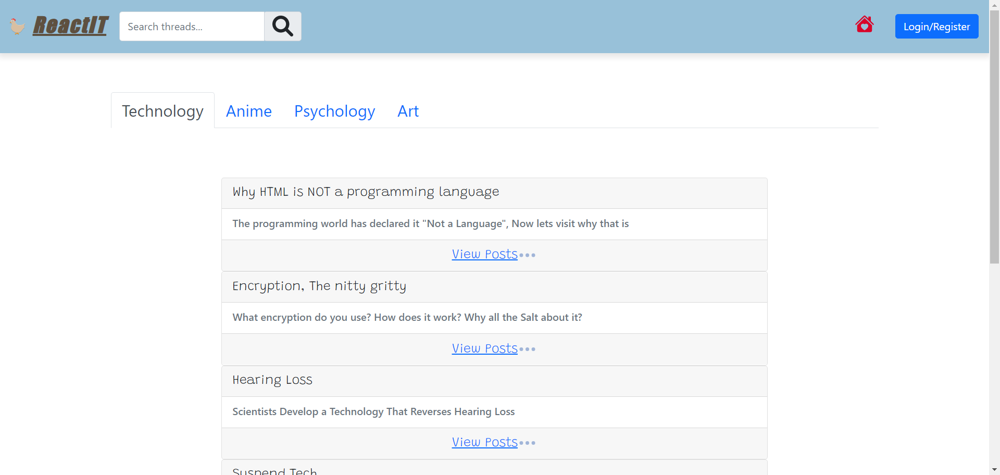 ReactIT
Search threads...
Login/Register
Technology
Anime
Psychology
Art
Why HTML is NOT a programming language
The programming world has declared it "Not a Language", Now lets visit why that is
View Posts
Encryption, The nitty gritty
What encryption do you use? How does it work? Why all the Salt about it?
View Posts
Hearing Loss
Scientists Develop a Technology That Reverses Hearing Loss
View Posts
Suspend Tech